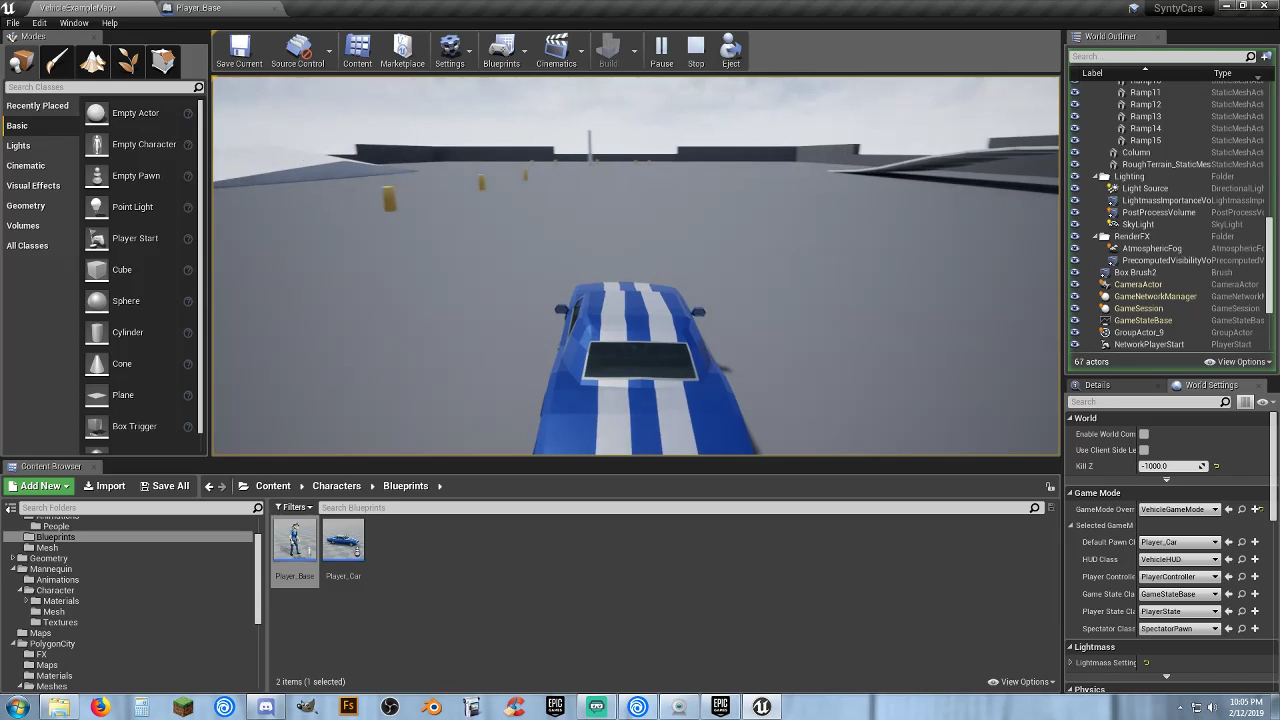 VehicleExampleMap*
Player_Base
SyntyCars
File Edit Window Help
Modes
Search Classes
Recently Placed
Basic
Lights
Cinematic
Visual Effects
Geometry
Volumes
All Classes
Empty Actor
Empty Character
Empty Pawn
Point Light
Player Start
Cube
Sphere
Cylinder
Cone
Plane
Box Trigger
Save Current
Source Control
Content
Marketplace
Settings
Blueprints
Cinematics
Build
Pause
Stop
Eject
World Outliner
Search
Label Type
Ramp11 StaticMeshAct
Ramp12 StaticMeshAct
Ramp13 StaticMeshAct
Ramp14 StaticMeshAct
Ramp15 StaticMeshAct
Column StaticMeshAct
RoughTerrain_StaticMes StaticMeshAct
Lighting Folder
Light Source DirectionalLigh
LightmassImportanceVo LightmassImpo
PostProcessVolume PostProcessV
SkyLight SkyLight
RenderFX Folder
AtmosphericFog AtmosphericFo
PrecomputedVisibilityVo PrecomputedV
Box Brush2 Brush
CameraActor CameraActor
GameNetworkManager GameNetworkM
GameSession GameSession
GameStateBase GameStateBase
GroupActor_9 GroupActor
NetworkPlayerStart PlayerStart
67 actors
View Options
Details
World Settings
Search
World
Enable World Com
Use Client Side Le
Kill Z -1000.0
Game Mode
GameMode Overr VehicleGameMode
Selected GameM
Default Pawn Cl Player_Car
HUD Class VehicleHUD
Player Controlle PlayerController
Game State Cla GameStateBase
Player State Cl PlayerState
Spectator Class SpectatorPawn
Lightmass
Lightmass Setting
Physics
Content Browser
Add New Import Save All
Content Characters Blueprints
Search Folders
Filters
Search Blueprints
People
Blueprints
Mesh
Geometry
Mannequin
Animations
Character
Materials
Mesh
Textures
Maps
PolygonCity
FX
Maps
Materials
Meshes
Player_Base
Player_Car
2 items (1 selected)
View Options
10:05 PM
2/12/2019